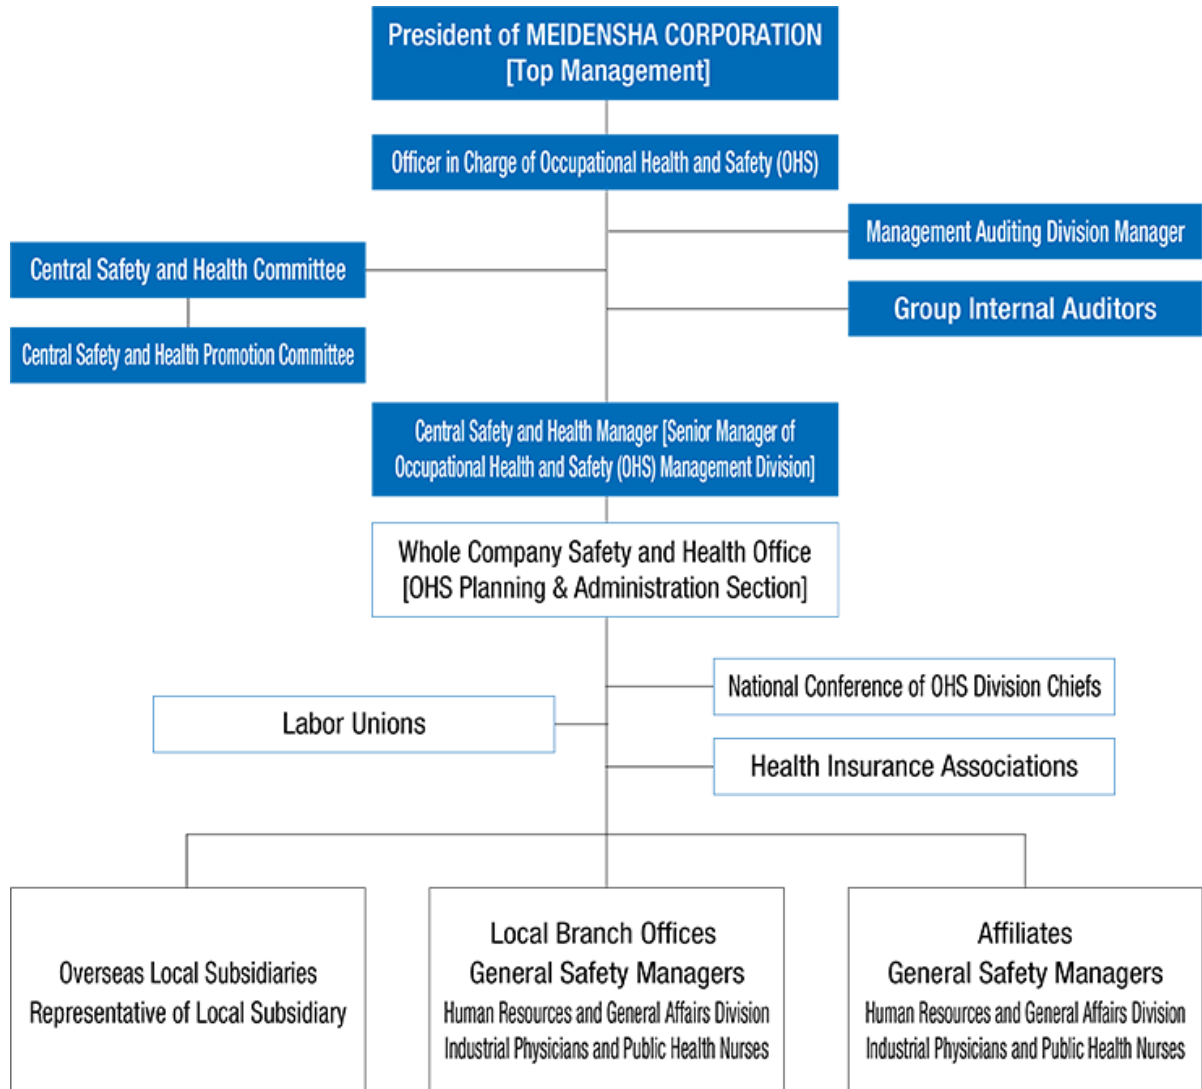 President of MEIDENSHA CORPORATION
[Top Management]
Officer in Charge of Occupational Health and Safety (OHS)
Management Auditing Division Manager
Central Safety and Health Committee
Group Internal Auditors
Central Safety and Health Promotion Committee
Central Safety and Health Manager [Senior Manager of
Occupational Health and Safety (OHS) Management Division]
Whole Company Safety and Health Office
[OHS Planning & Administration Section]
National Conference of OHS Division Chiefs
Labor Unions
Health Insurance Associations
Overseas Local Subsidiaries
Representative of Local Subsidiary
Local Branch Offices
General Safety Managers
Human Resources and General Affairs Division
Industrial Physicians and Public Health Nurses
Affiliates
General Safety Managers
Human Resources and General Affairs Division
Industrial Physicians and Public Health Nurses